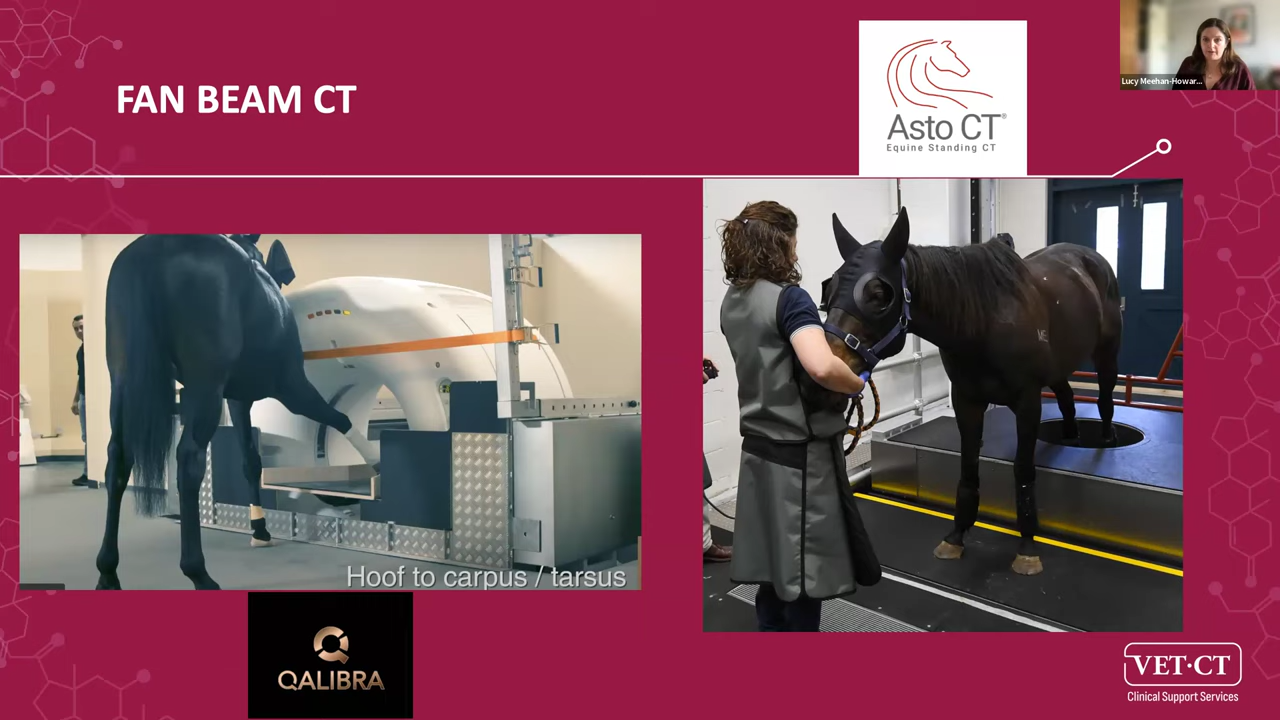 FAN BEAM CT
Asto CT®
Equine Standing CT
Lucy Meehan-Howar...
Hoof to carpus / tarsus
QALIBRA
VET·CT
Clinical Support Services